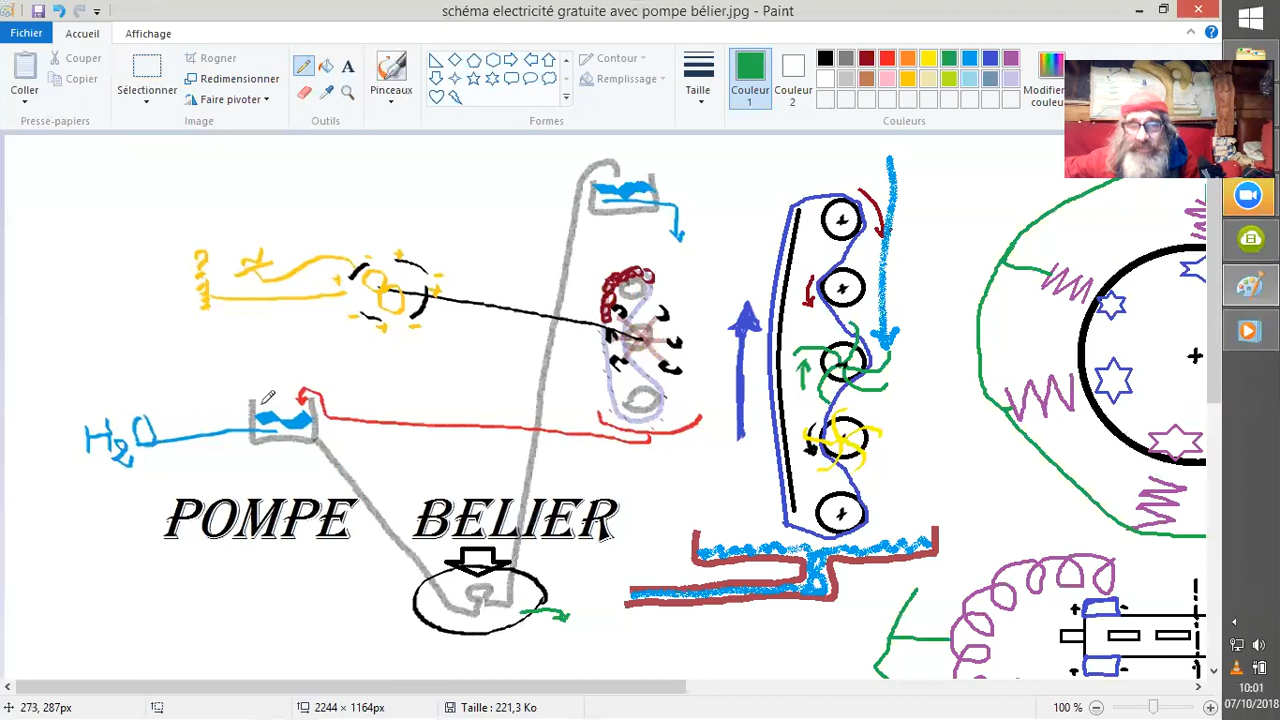 schéma electricité gratuite avec pompe bélier.jpg - Paint
Fichier
Accueil
Affichage
Coller
Couper
Copier
Presse-papiers
Sélectionner
Rogner
Redimensionner
Faire pivoter
Image
A
Outils
Pinceaux
Contour
Remplissage
Formes
Taille
Couleur
1
Couleur
2
Modifier
couleu
Couleurs
H2O
POMPE BELIER
273, 287px
2244 × 1164px
Taille : 221,3 Ko
100 %
10:01
07/10/2018